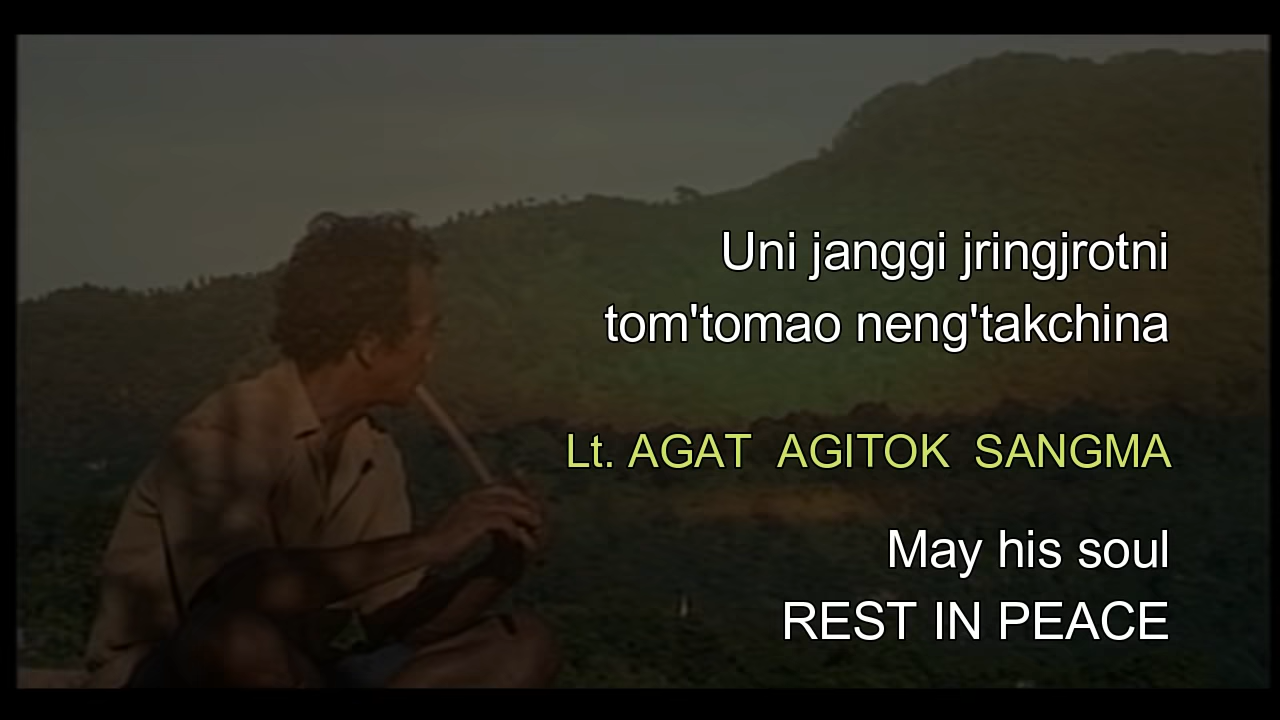 Uni janggi jringjrotni
tom'tomao neng'takchina
Lt. AGAT AGITOK SANGMA
May his soul
REST IN PEACE